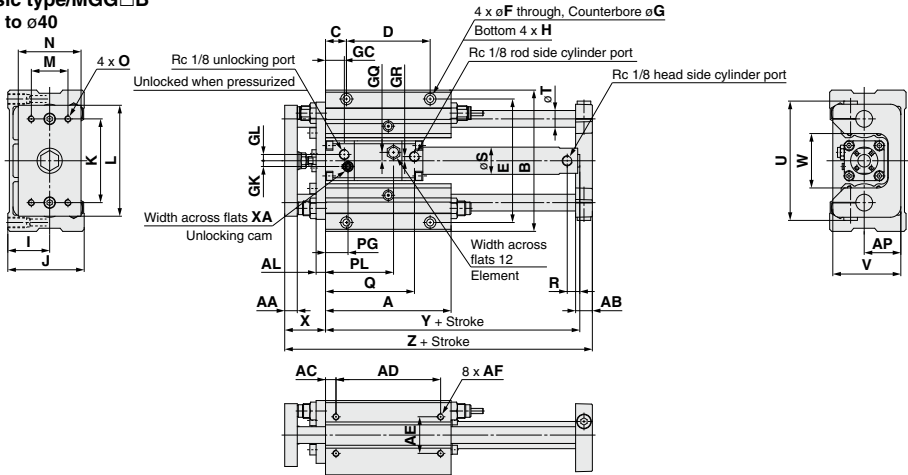 sic type/MGG□B
to ø40
N
M
4 x O
K
L
I
J
4 x øF through, Counterbore øG
Bottom 4 x H
C
D
GC
Rc 1/8 unlocking port
Unlocked when pressurized
GQ
GR
Rc 1/8 rod side cylinder port
Rc 1/8 head side cylinder port
øT
GL
GK
øS
E
B
Width across flats XA
Unlocking cam
Width across
flats 12
Element
PG
AL
PL
Q
R
AA
A
AB
X
Y + Stroke
Z + Stroke
U
W
AP
V
AC
AD
8 x AF
AE